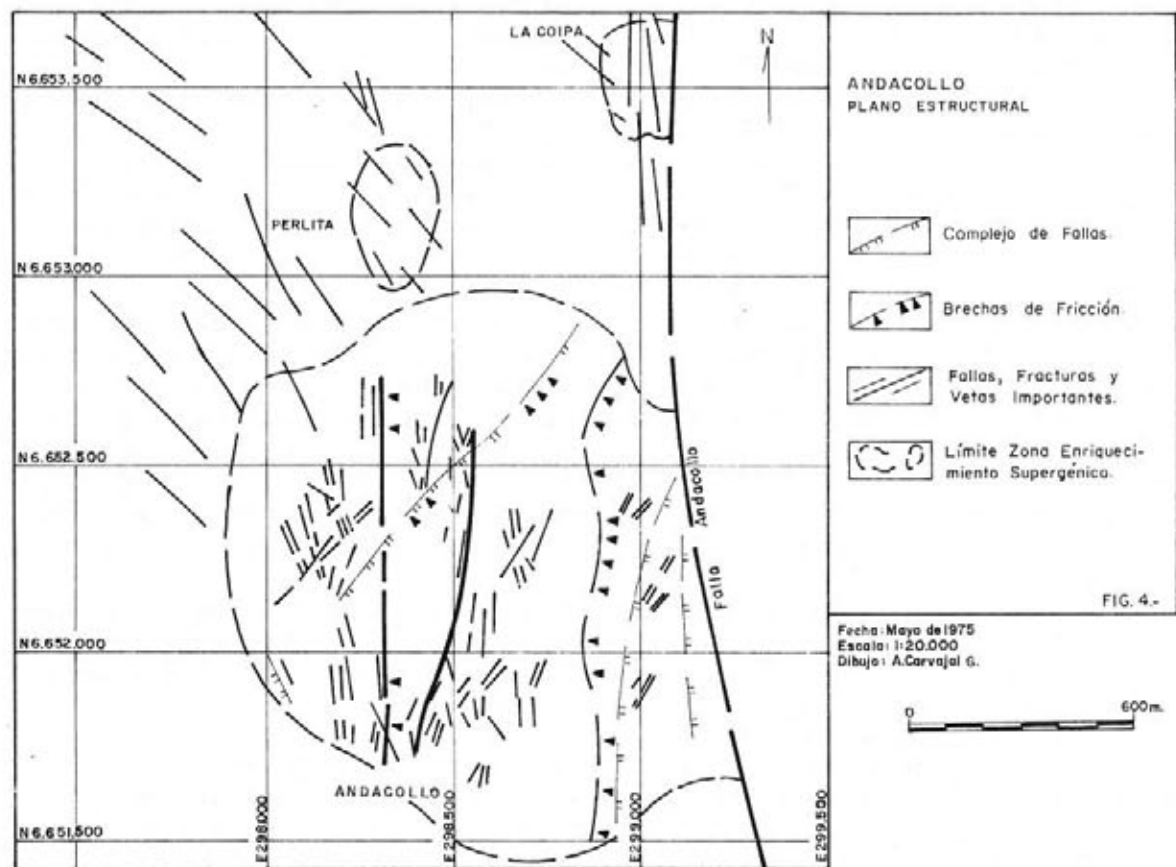 LA COIPA
N
N 6.653.500
PERLITA
N 6.653.000
N 6.652.500
N 6.652.000
N 6.651.500
ANDACOLLO
E 298.000
E 298.500
E 299.000
E 299.500
Falla Andacollo
ANDACOLLO
PLANO ESTRUCTURAL
Complejo de Fallas.
Brechas de Fricción.
Fallas, Fracturas y
Vetas Importantes.
Límite Zona Enriqueci-
miento Supergénico.
FIG. 4.-
Fecha: Mayo de 1975
Escala: 1:20.000
Dibujo: A. Carvajal G.
0 600 m.